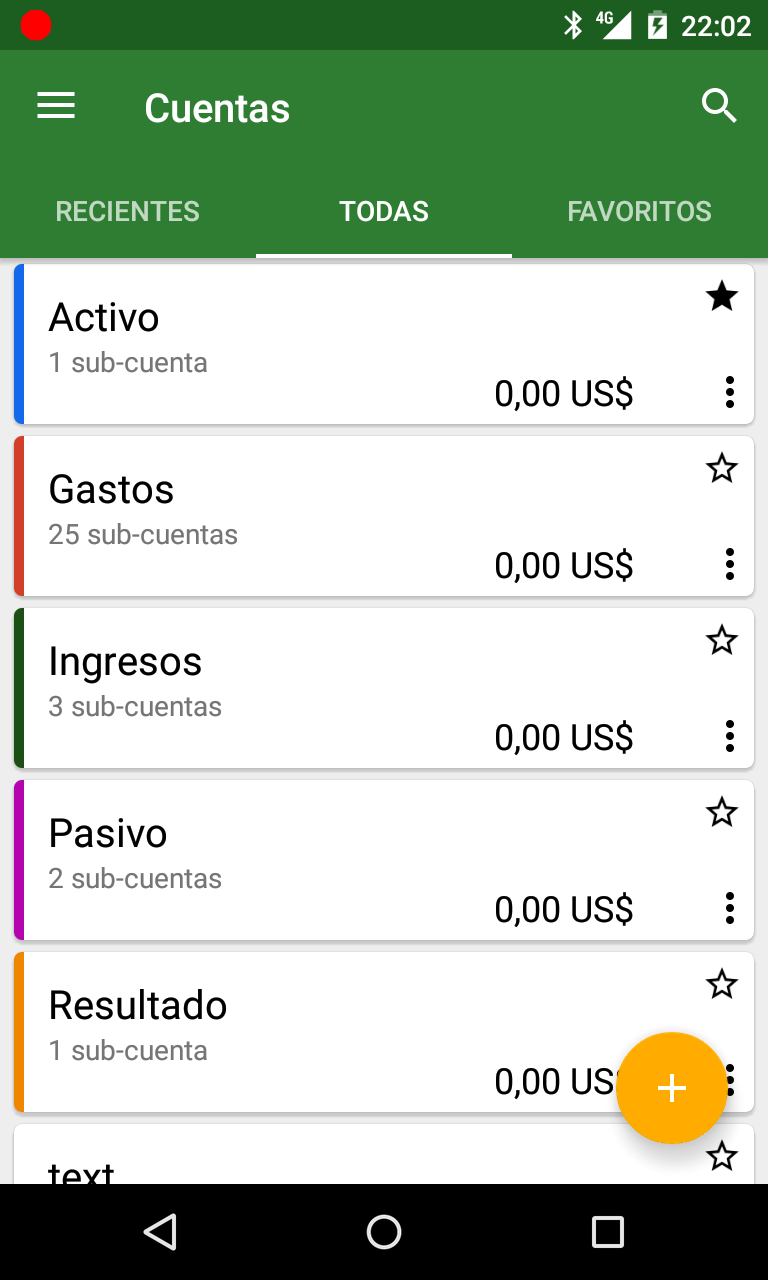 4G 22:02
Cuentas
RECIENTES TODAS FAVORITOS
Activo
1 sub-cuenta
0,00 US$
Gastos
25 sub-cuentas
0,00 US$
Ingresos
3 sub-cuentas
0,00 US$
Pasivo
2 sub-cuentas
0,00 US$
Resultado
1 sub-cuenta
0,00 US
text